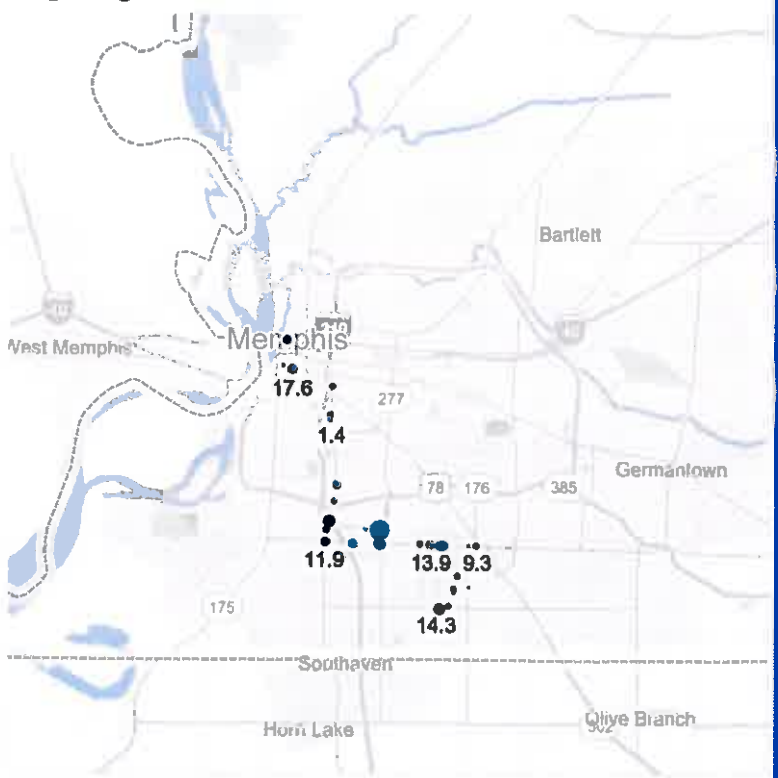 Bartlett
Memphis
West Memphis
17.6
277
1.4
Germantown
78
176
385
11.9
13.9
9.3
175
14.3
Southaven
Horn Lake
Olive Branch
302